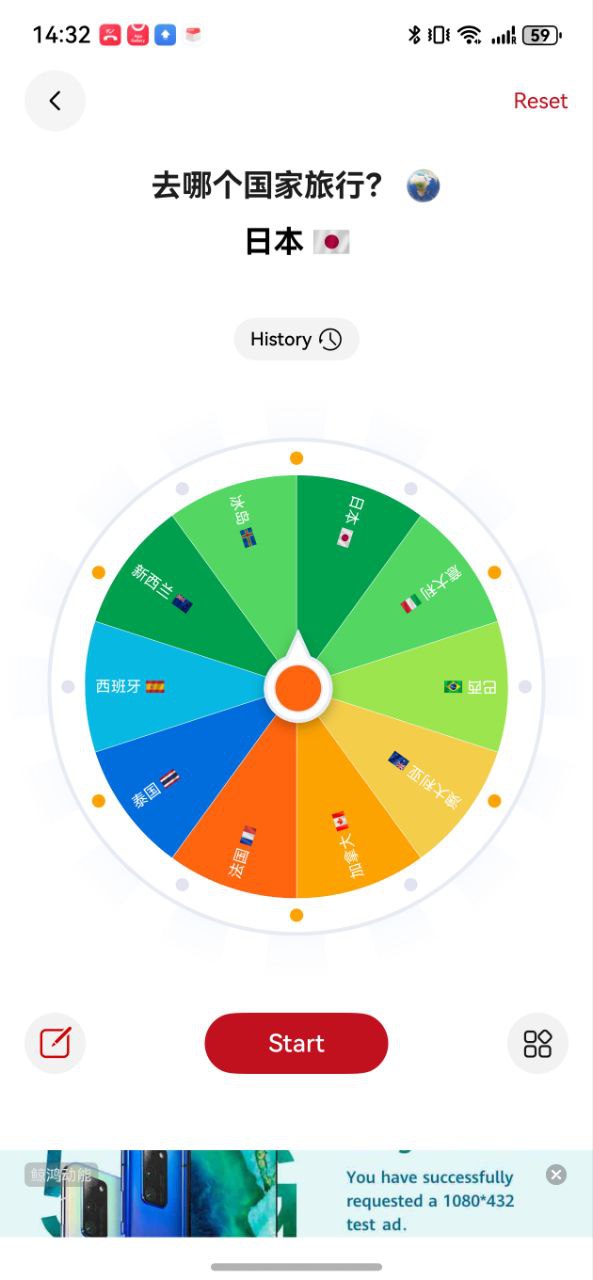 14:32
59
Reset
去哪个国家旅行？
日本
History
冰岛
日本
新西兰
意大利
西班牙
巴西
泰国
澳大利亚
法国
加拿大
Start
鲸鸿动能
You have successfully
requested a 1080*432
test ad.